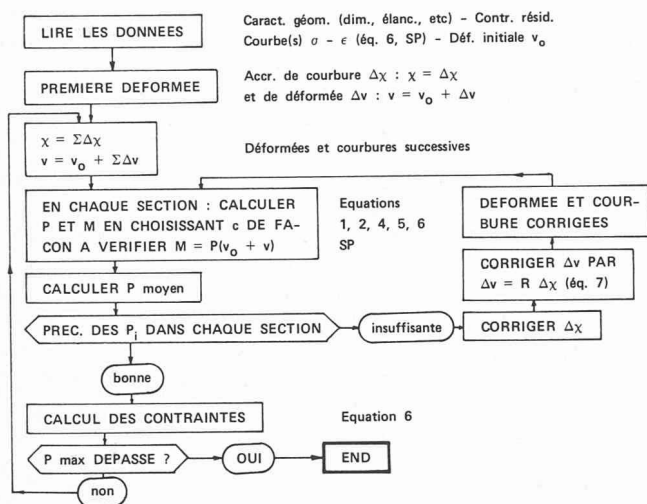 LIRE LES DONNEES
Caract. géom. (dim., élanc., etc) – Contr. résid.
Courbe(s) σ – ϵ (éq. 6, SP) – Déf. initiale v₀
PREMIERE DEFORMEE
Accr. de courbure Δχ : χ = Δχ
et de déformée Δv : v = v₀ + Δv
χ = ΣΔχ
v = v₀ + ΣΔv
Déformées et courbures successives
EN CHAQUE SECTION : CALCULER
P ET M EN CHOISISSANT c DE FA-
CON A VERIFIER M = P(v₀ + v)
Equations
1, 2, 4, 5, 6
SP
DEFORMEE ET COUR-
BURE CORRIGEES
CORRIGER Δv PAR
Δv = R Δχ (éq. 7)
CALCULER P moyen
PREC. DES Pᵢ DANS CHAQUE SECTION
insuffisante
CORRIGER Δχ
bonne
CALCUL DES CONTRAINTES
Equation 6
P max DEPASSE ?
OUI
END
non